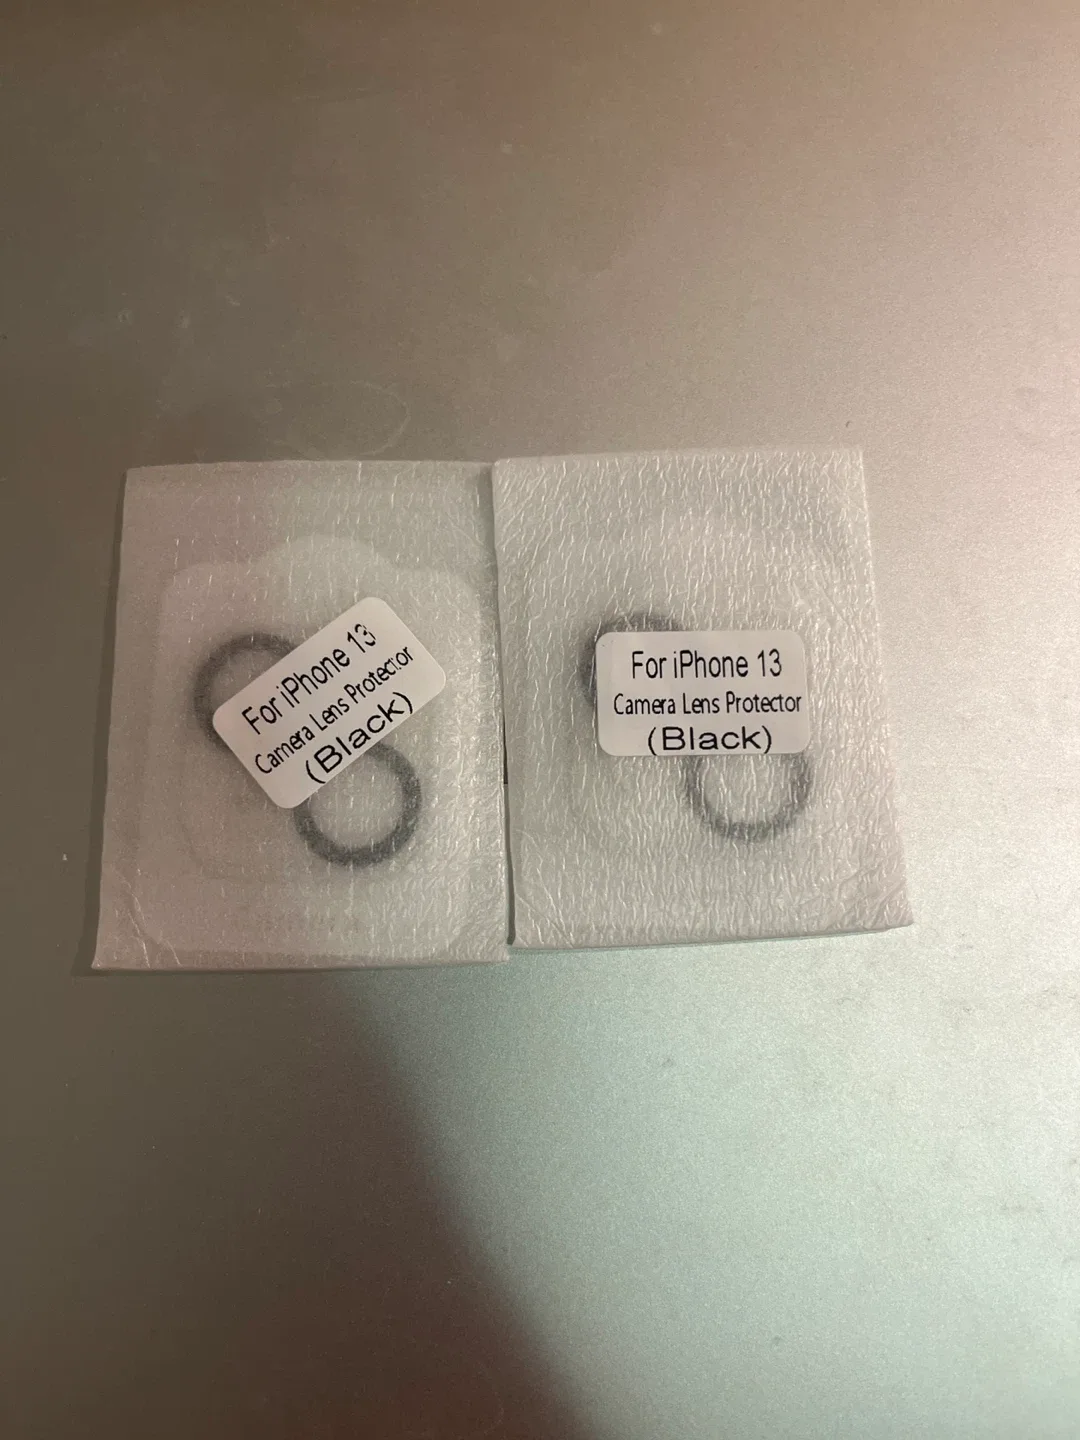 For iPhone 13
Camera Lens Protector
(Black)
For iPhone 13
Camera Lens Protector
(Black)